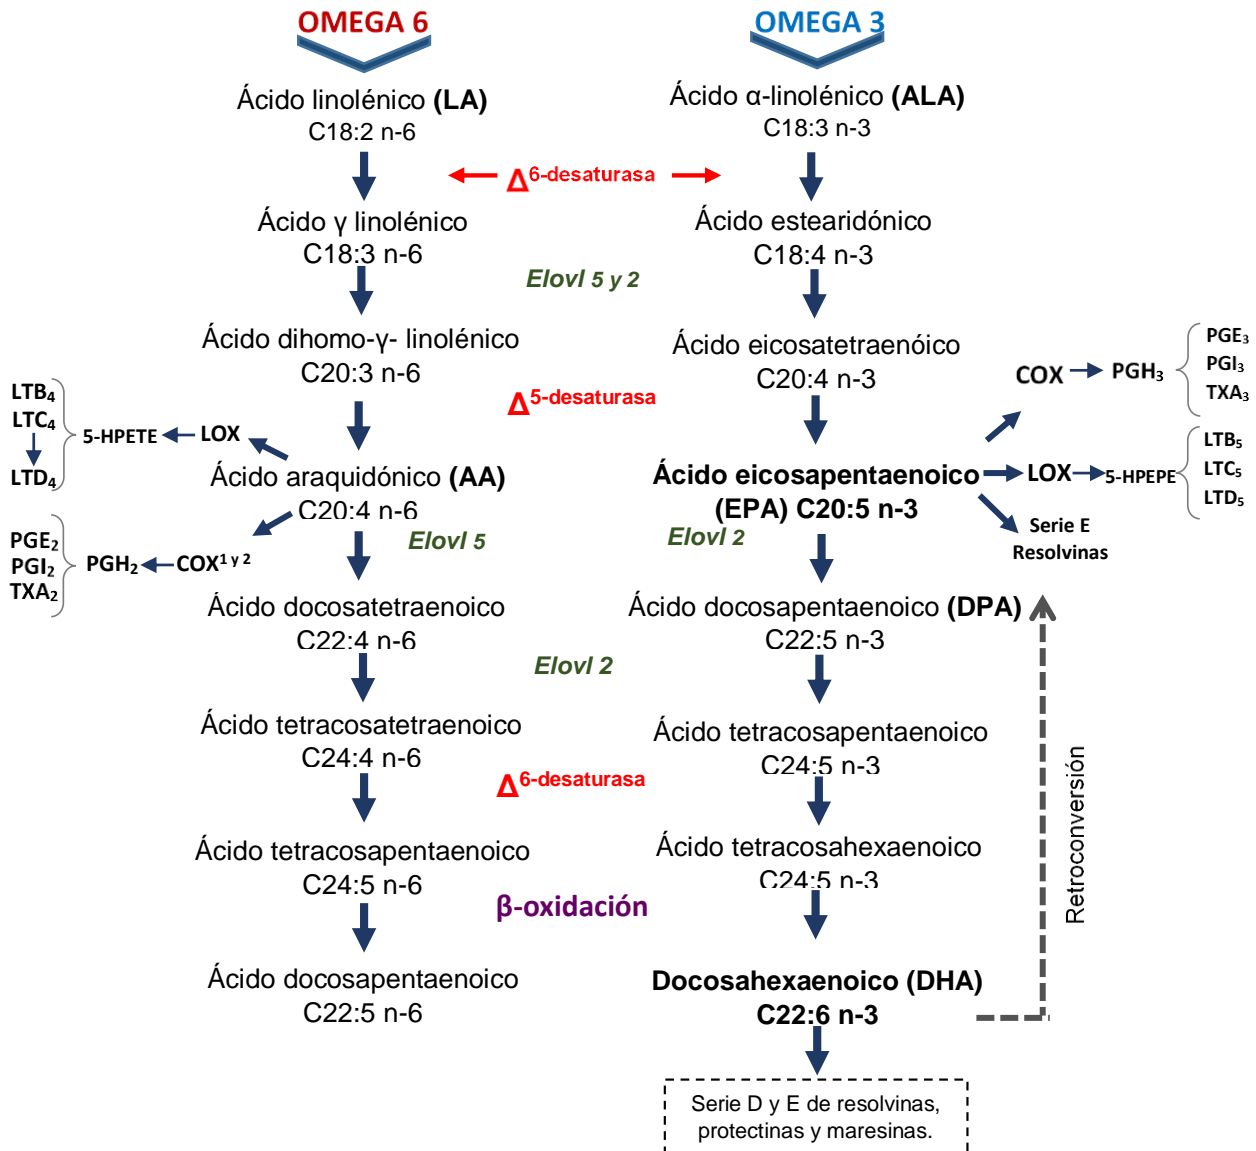 OMEGA 6
OMEGA 3
Ácido linolénico (LA)
C18:2 n-6
Ácido α-linolénico (ALA)
C18:3 n-3
Δ6-desaturasa
Ácido γ linolénico
C18:3 n-6
Ácido estearidónico
C18:4 n-3
Elovl 5 y 2
Ácido dihomo-γ- linolénico
C20:3 n-6
Ácido eicosatetraenóico
C20:4 n-3
Δ5-desaturasa
COX
PGH3
PGE3
PGI3
TXA3
LTB4
LTC4
LTD4
5-HPETE
LOX
Ácido araquidónico (AA)
C20:4 n-6
Ácido eicosapentaenoico
(EPA) C20:5 n-3
LOX
5-HPEPE
LTB5
LTC5
LTD5
Serie E
Resolvinas
PGE2
PGI2
TXA2
PGH2
COX1 y 2
Elovl 5
Elovl 2
Ácido docosatetraenoico
C22:4 n-6
Ácido docosapentaenoico (DPA)
C22:5 n-3
Elovl 2
Ácido tetracosatetraenoico
C24:4 n-6
Ácido tetracosapentaenoico
C24:5 n-3
Δ6-desaturasa
Ácido tetracosapentaenoico
C24:5 n-6
Ácido tetracosahexaenoico
C24:5 n-3
β-oxidación
Retroconversión
Ácido docosapentaenoico
C22:5 n-6
Docosahexaenoico (DHA)
C22:6 n-3
Serie D y E de resolvinas,
protectinas y maresinas.